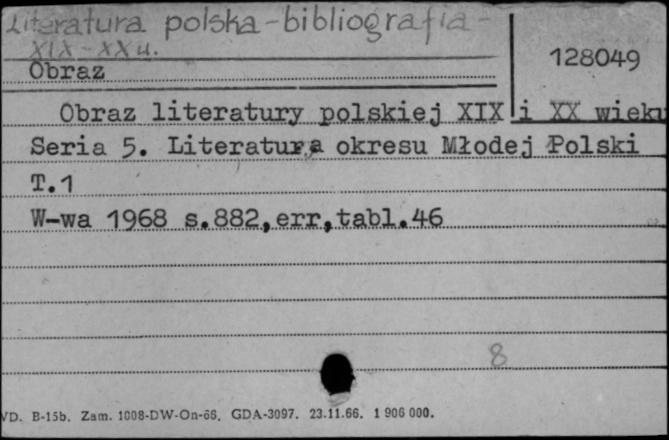 Literatura polska-bibliografia-
XIX-XXw.
128049
Obraz
Obraz literatury polskiej XIX i XX wieku
Seria 5. Literatura okresu Młodej Polski
T.1
W-wa 1968 s.882,err,tabl.46
8
VD. B-15b. Zam. 1008-DW-On-66. GDA-3097. 23.11.66. 1 906 000.